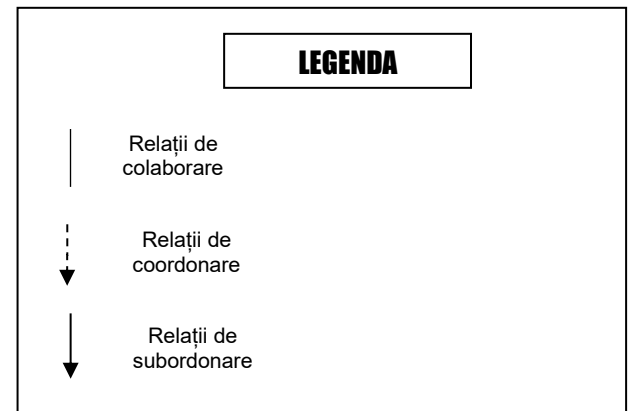 LEGENDA
Relații de
colaborare
Relații de
coordonare
Relații de
subordonare